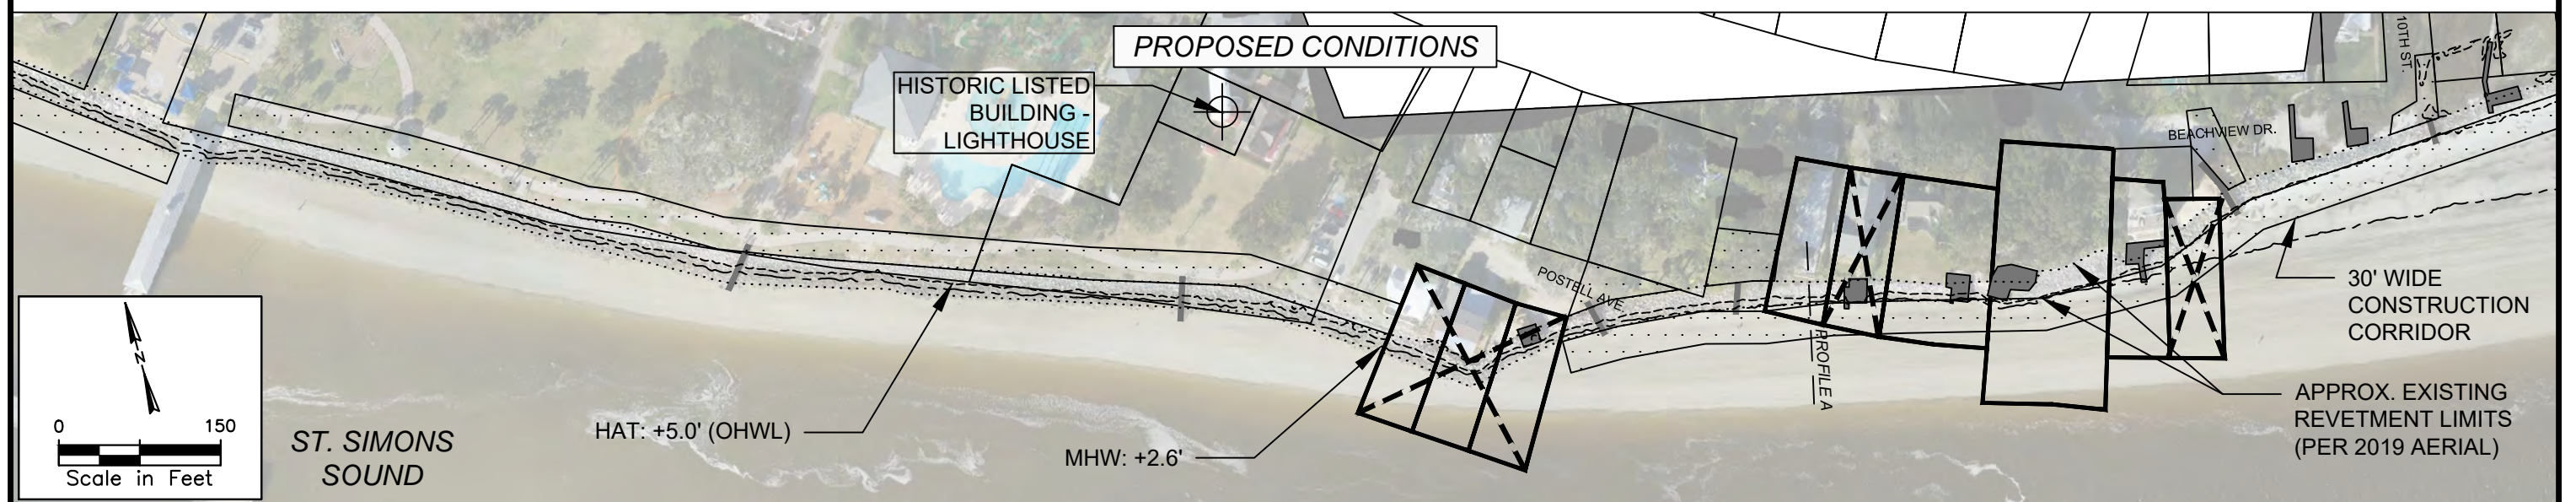 PROPOSED CONDITIONS
HISTORIC LISTED
BUILDING -
LIGHTHOUSE
10TH ST.
BEACHVIEW DR.
POSTELL AVE.
PROFILE A
30' WIDE
CONSTRUCTION
CORRIDOR
APPROX. EXISTING
REVETMENT LIMITS
(PER 2019 AERIAL)
HAT: +5.0' (OHWL)
MHW: +2.6'
ST. SIMONS
SOUND
N
0 150
Scale in Feet